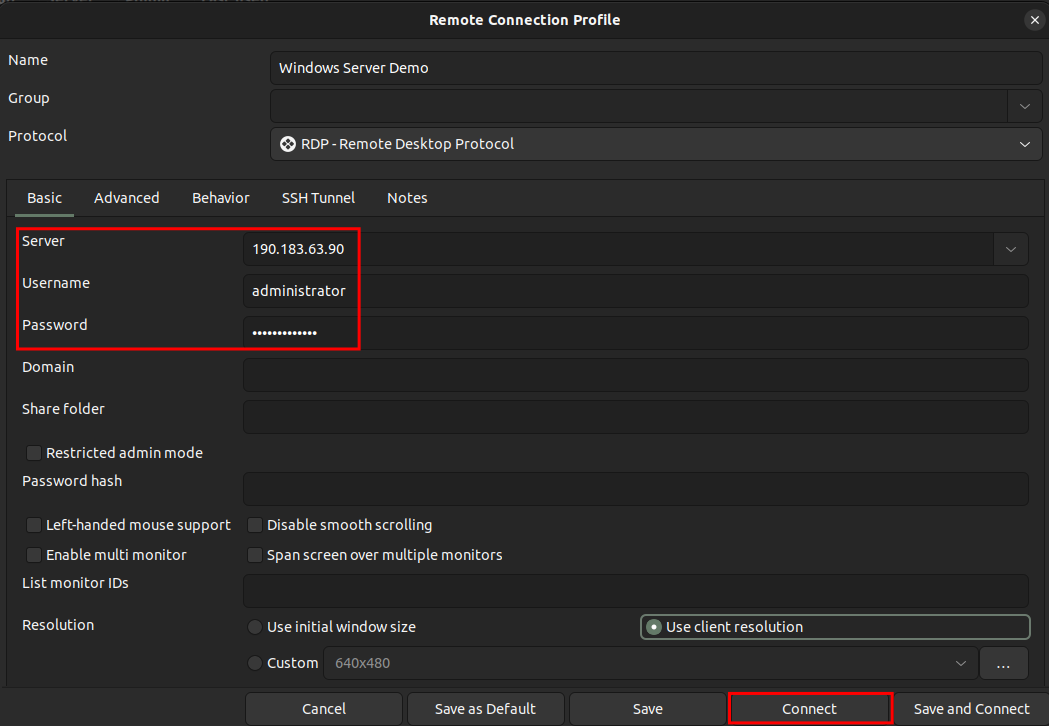 Remote Connection Profile
Name
Windows Server Demo
Group
Protocol
RDP - Remote Desktop Protocol
Basic Advanced Behavior SSH Tunnel Notes
Server
190.183.63.90
Username
administrator
Password
•••••••••••••
Domain
Share folder
Restricted admin mode
Password hash
Left-handed mouse support Disable smooth scrolling
Enable multi monitor Span screen over multiple monitors
List monitor IDs
Resolution Use initial window size Use client resolution
Custom 640x480 ...
Cancel Save as Default Save Connect Save and Connect